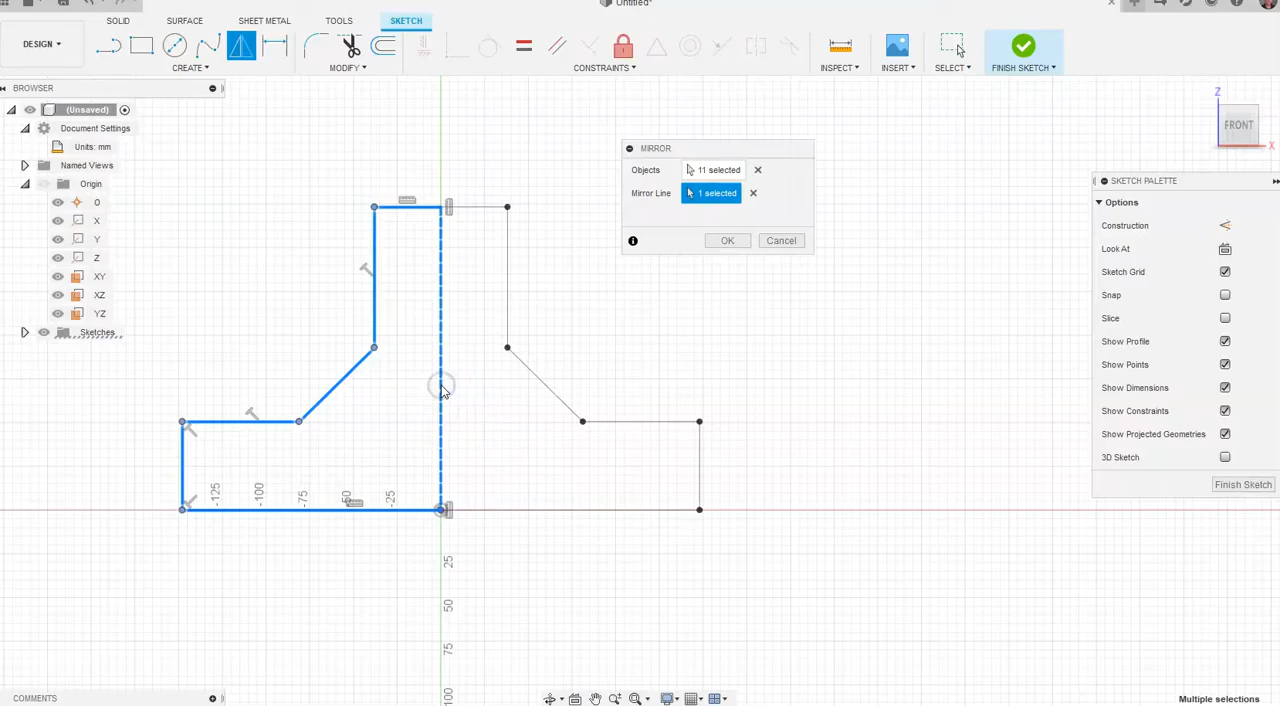 Untitled*
SOLID SURFACE SHEET METAL TOOLS SKETCH
DESIGN ▾
CREATE ▾ MODIFY ▾ CONSTRAINTS ▾ INSPECT ▾ INSERT ▾ SELECT ▾ FINISH SKETCH ▾
BROWSER
(Unsaved)
Document Settings
Units: mm
Named Views
Origin
O
X
Y
Z
XY
XZ
YZ
Sketches
MIRROR
Objects 11 selected
Mirror Line 1 selected
OK Cancel
Z
FRONT
X
SKETCH PALETTE
Options
Construction
Look At
Sketch Grid
Snap
Slice
Show Profile
Show Points
Show Dimensions
Show Constraints
Show Projected Geometries
3D Sketch
Finish Sketch
-125 -100 -75 -50 -25
25
50
75
100
COMMENTS
Multiple selections